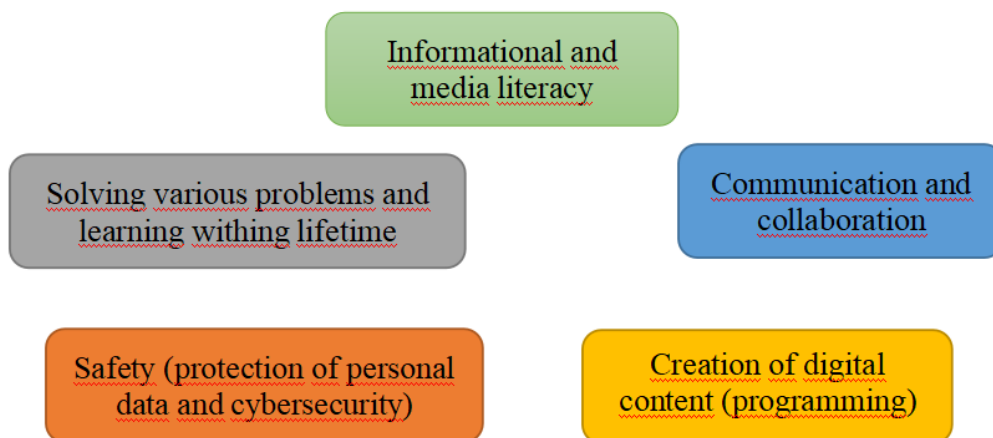 Informational and
media literacy
Solving various problems and
learning withing lifetime
Communication and
collaboration
Safety (protection of personal
data and cybersecurity)
Creation of digital
content (programming)